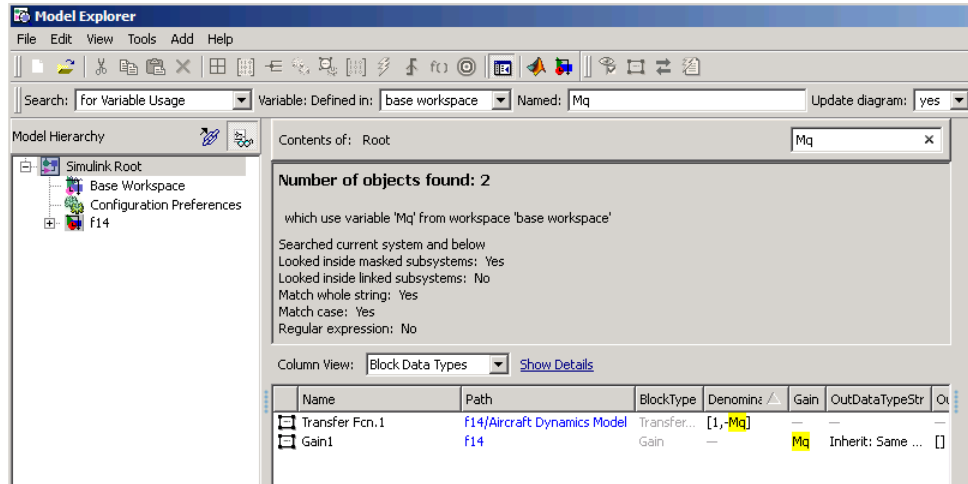 Model Explorer
File Edit View Tools Add Help
Search: for Variable Usage Variable: Defined in: base workspace Named: Mq Update diagram: yes
Model Hierarchy
Contents of: Root Mq
Simulink Root
Base Workspace
Configuration Preferences
f14
Number of objects found: 2
which use variable 'Mq' from workspace 'base workspace'
Searched current system and below
Looked inside masked subsystems: Yes
Looked inside linked subsystems: No
Match whole string: Yes
Match case: Yes
Regular expression: No
Column View: Block Data Types Show Details
Name Path BlockType Denomina Gain OutDataTypeStr Ou
Transfer Fcn.1 f14/Aircraft Dynamics Model Transfer... [1,-Mq] — — —
Gain1 f14 Gain — Mq Inherit: Same ... []